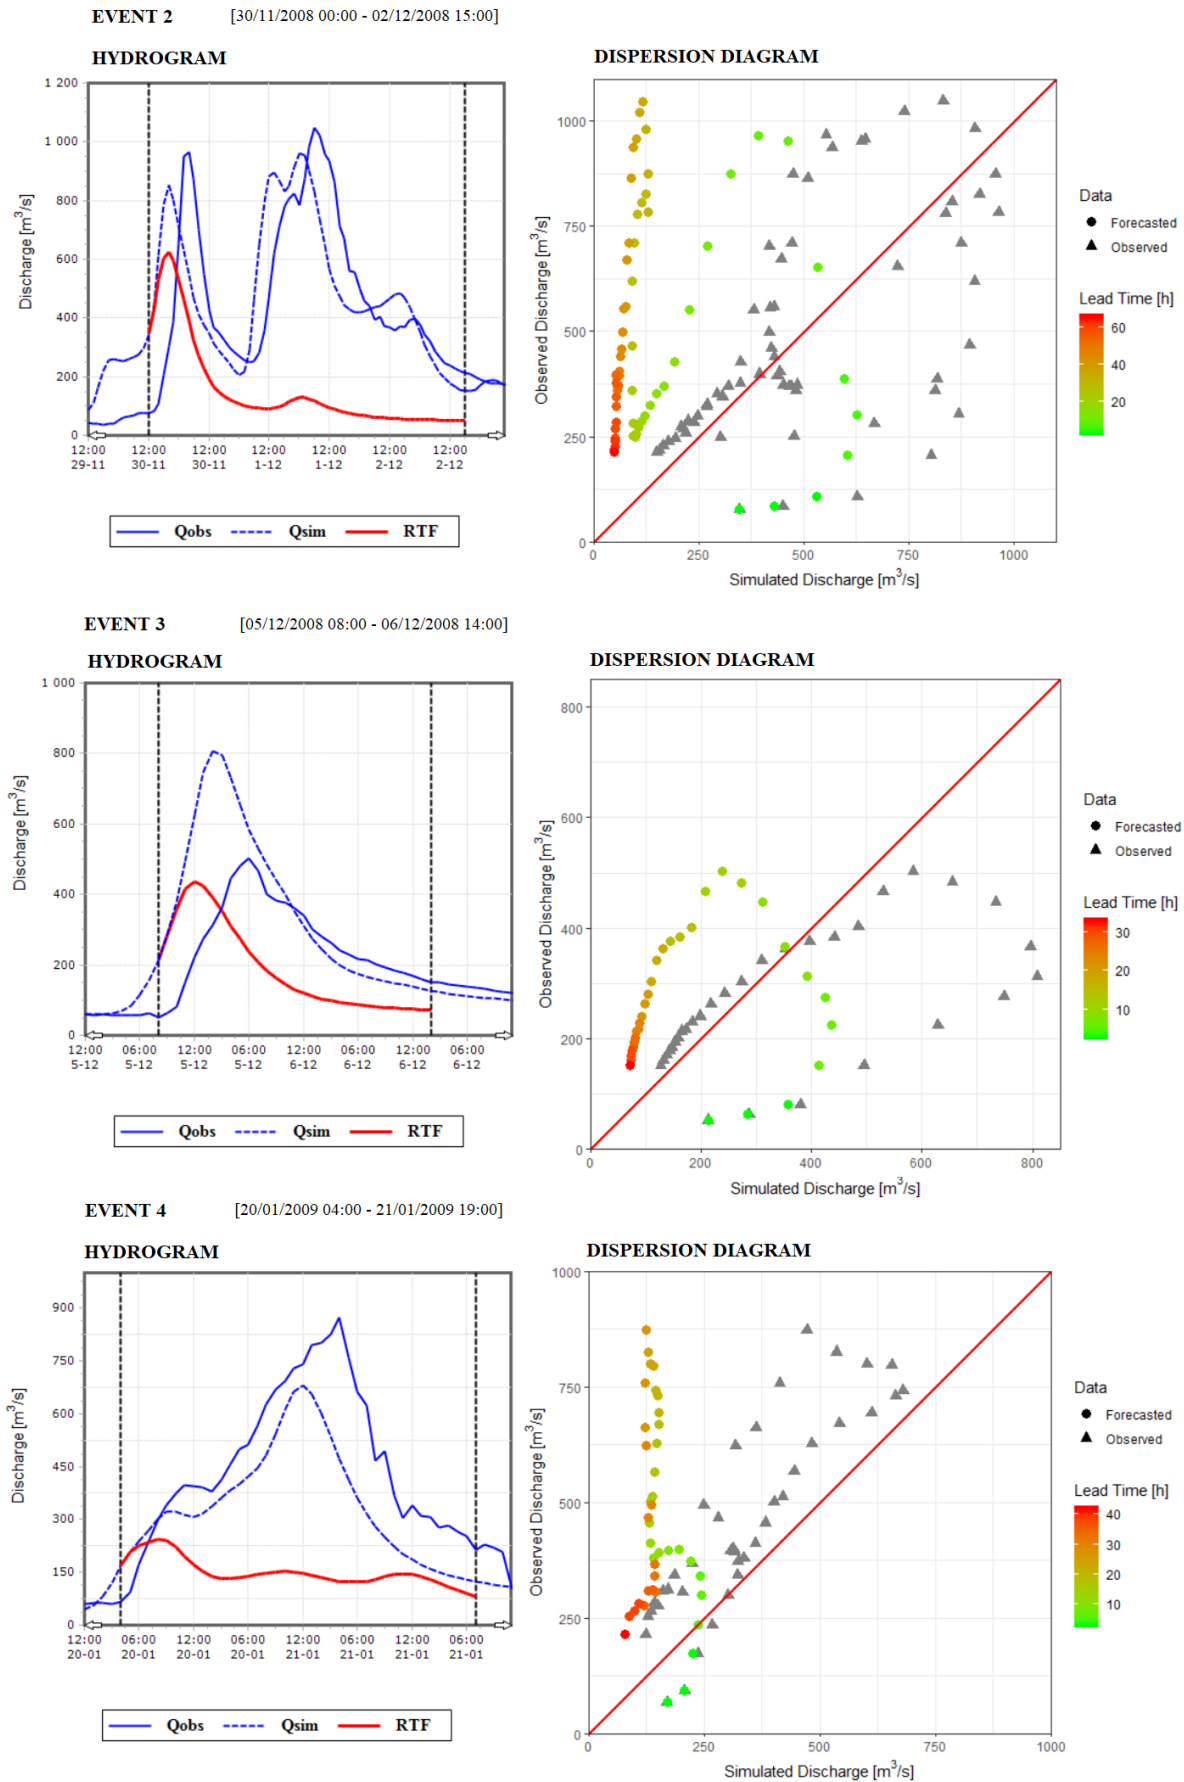 EVENT 2 [30/11/2008 00:00 - 02/12/2008 15:00]
HYDROGRAM
DISPERSION DIAGRAM
1 200
1 000
800
600
400
200
0
Discharge [m³/s]
12:00 12:00 12:00 12:00 12:00 12:00 12:00
29-11 30-11 30-11 1-12 1-12 2-12 2-12
Qobs Qsim RTF
1000
750
500
250
0
Observed Discharge [m³/s]
0 250 500 750 1000
Simulated Discharge [m³/s]
Data
Forecasted
Observed
Lead Time [h]
60
40
20
EVENT 3 [05/12/2008 08:00 - 06/12/2008 14:00]
HYDROGRAM
DISPERSION DIAGRAM
1 000
800
600
400
200
0
Discharge [m³/s]
12:00 06:00 12:00 06:00 12:00 06:00 12:00 06:00
5-12 5-12 5-12 5-12 6-12 6-12 6-12 6-12
Qobs Qsim RTF
800
600
400
200
0
Observed Discharge [m³/s]
0 200 400 600 800
Simulated Discharge [m³/s]
Data
Forecasted
Observed
Lead Time [h]
30
20
10
EVENT 4 [20/01/2009 04:00 - 21/01/2009 19:00]
HYDROGRAM
DISPERSION DIAGRAM
900
750
600
450
300
150
0
Discharge [m³/s]
12:00 06:00 12:00 06:00 12:00 06:00 12:00 06:00
20-01 20-01 20-01 20-01 21-01 21-01 21-01 21-01
Qobs Qsim RTF
1000
750
500
250
0
Observed Discharge [m³/s]
0 250 500 750 1000
Simulated Discharge [m³/s]
Data
Forecasted
Observed
Lead Time [h]
40
30
20
10